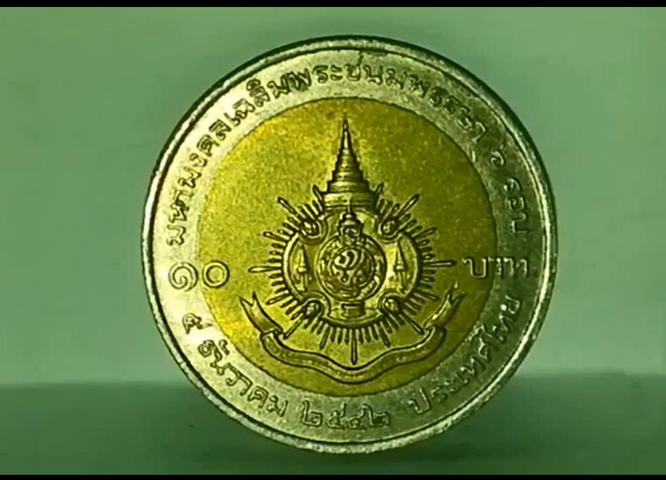 มหามงคลเฉลิมพระชนมพรรษา ๖ รอบ
๑๐ บาท
๕ ธันวาคม ๒๕๔๒ ประเทศไทย